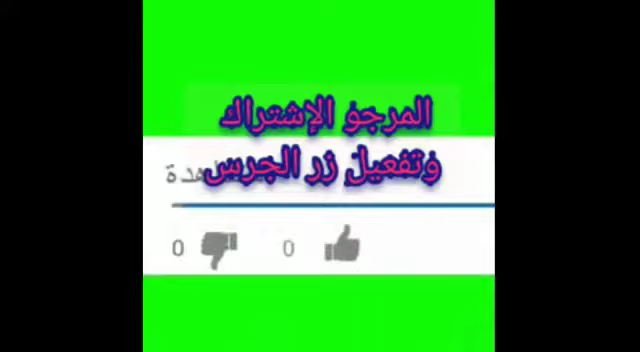 المرجو الإشتراك
وتفعيل زر الجرس
0 0